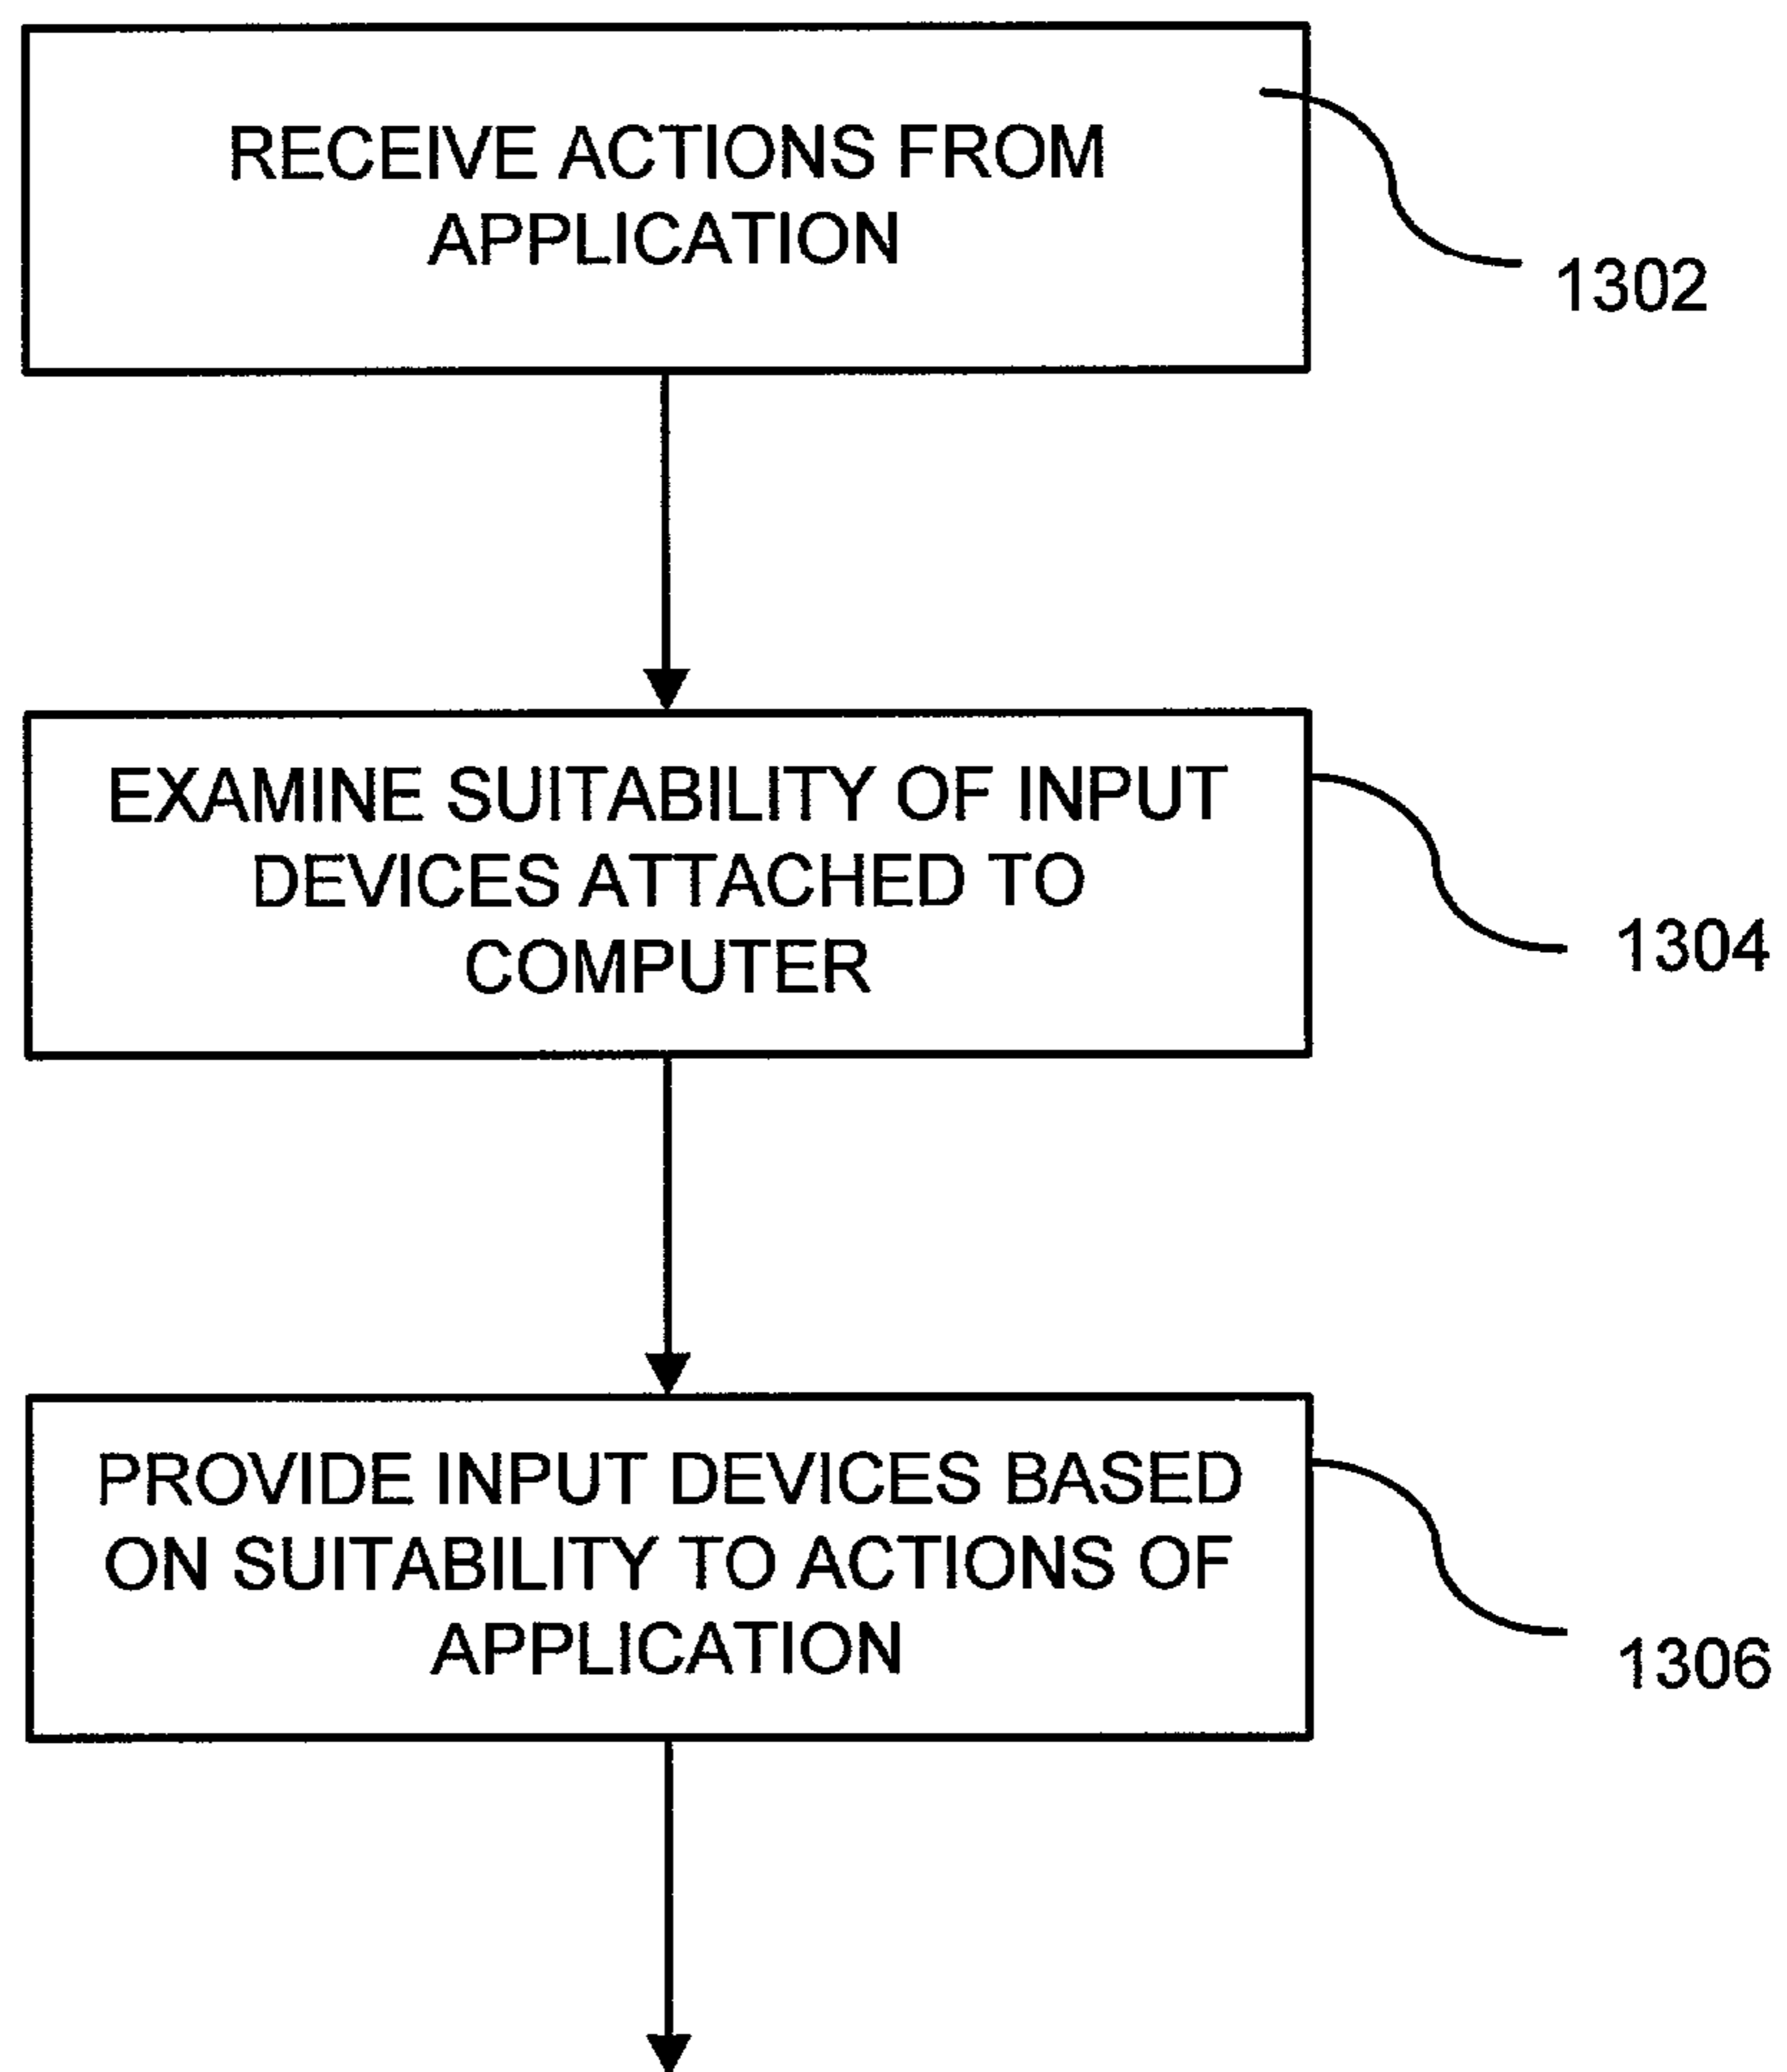 RECEIVE ACTIONS FROM
APPLICATION
1302
EXAMINE SUITABILITY OF INPUT
DEVICES ATTACHED TO
COMPUTER
1304
PROVIDE INPUT DEVICES BASED
ON SUITABILITY TO ACTIONS OF
APPLICATION
1306